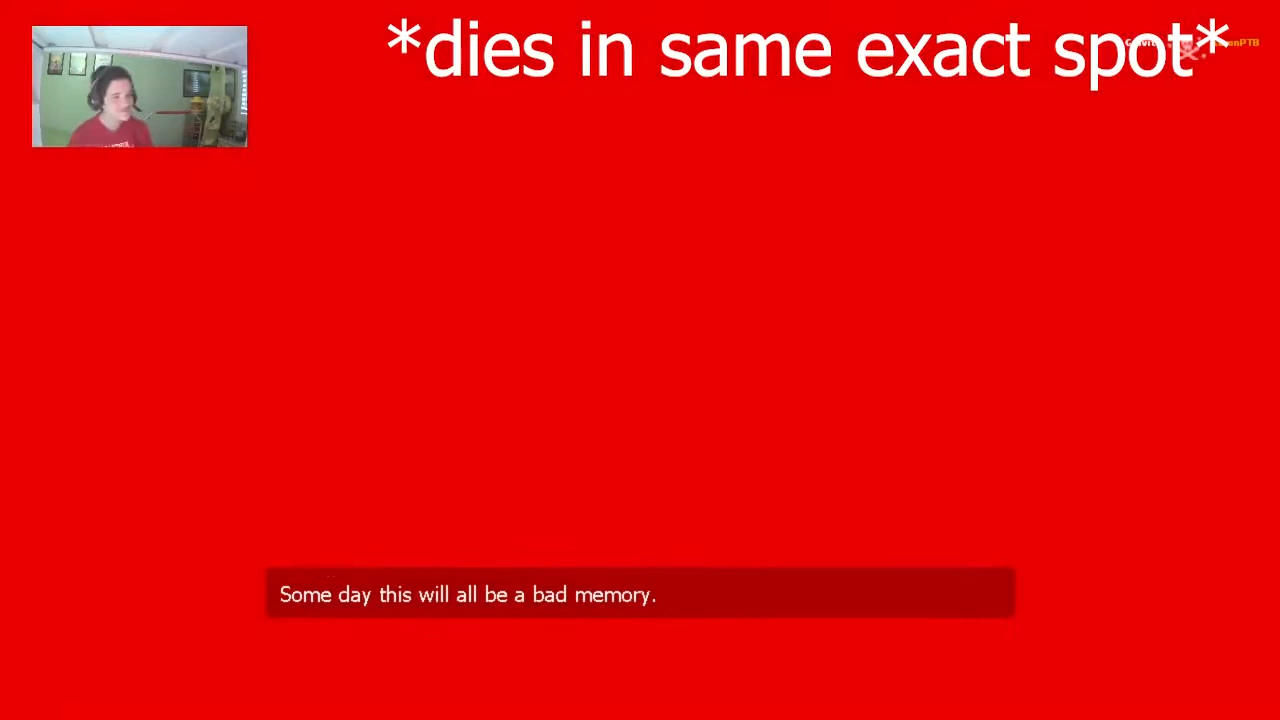 *dies in same exact spot*
Some day this will all be a bad memory.